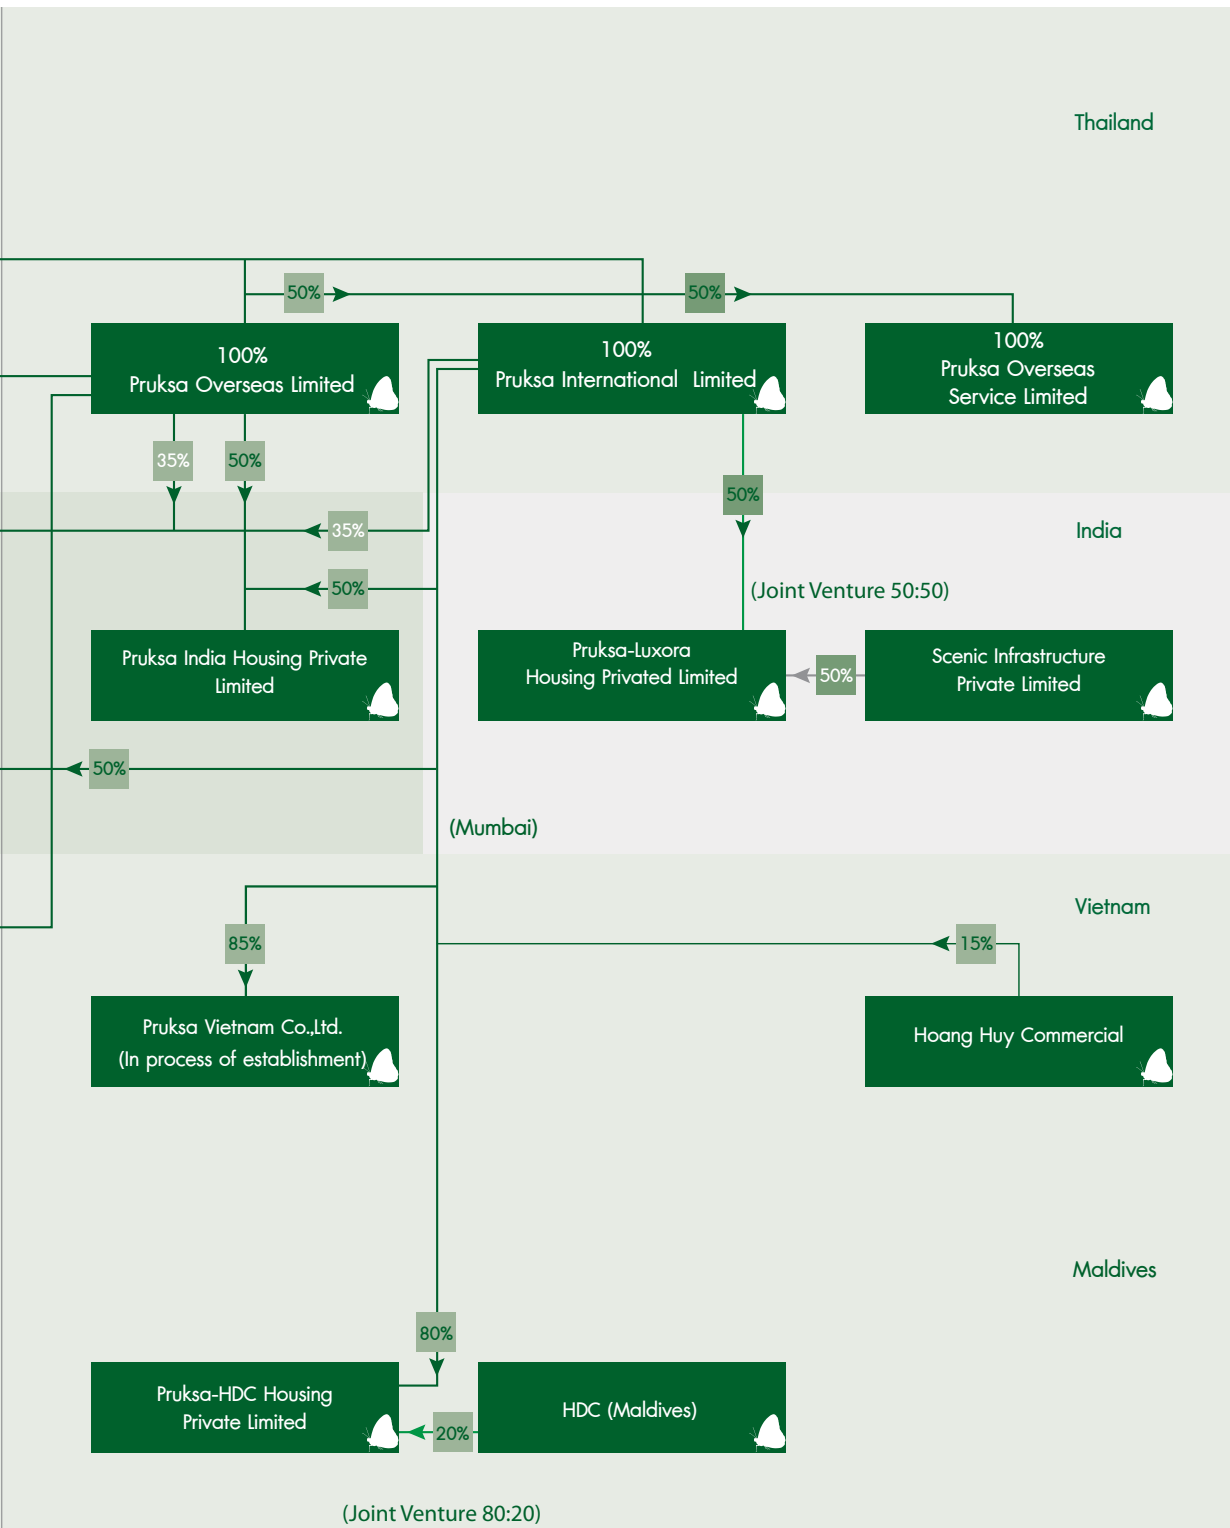 Thailand
50%
50%
100%
Pruksa Overseas Limited
100%
Pruksa International Limited
100%
Pruksa Overseas
Service Limited
35%
50%
50%
35%
India
50%
(Joint Venture 50:50)
Pruksa India Housing Private
Limited
Pruksa-Luxora
Housing Privated Limited
50%
Scenic Infrastructure
Private Limited
50%
(Mumbai)
Vietnam
85%
15%
Pruksa Vietnam Co.,Ltd.
(In process of establishment)
Hoang Huy Commercial
Maldives
80%
Pruksa-HDC Housing
Private Limited
20%
HDC (Maldives)
(Joint Venture 80:20)